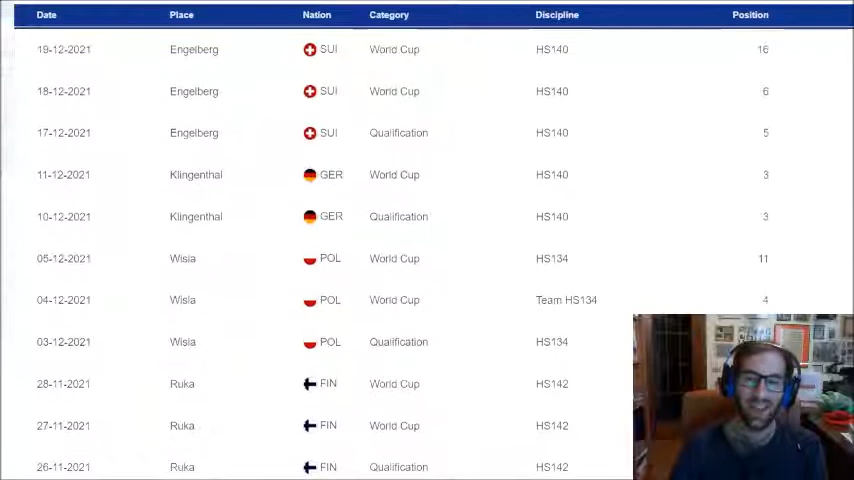 Date Place Nation Category Discipline Position
19-12-2021 Engelberg SUI World Cup HS140 16
18-12-2021 Engelberg SUI World Cup HS140 6
17-12-2021 Engelberg SUI Qualification HS140 5
11-12-2021 Klingenthal GER World Cup HS140 3
10-12-2021 Klingenthal GER Qualification HS140 3
05-12-2021 Wisla POL World Cup HS134 11
04-12-2021 Wisla POL World Cup Team HS134 4
03-12-2021 Wisla POL Qualification HS134
28-11-2021 Ruka FIN World Cup HS142
27-11-2021 Ruka FIN World Cup HS142
26-11-2021 Ruka FIN Qualification HS142